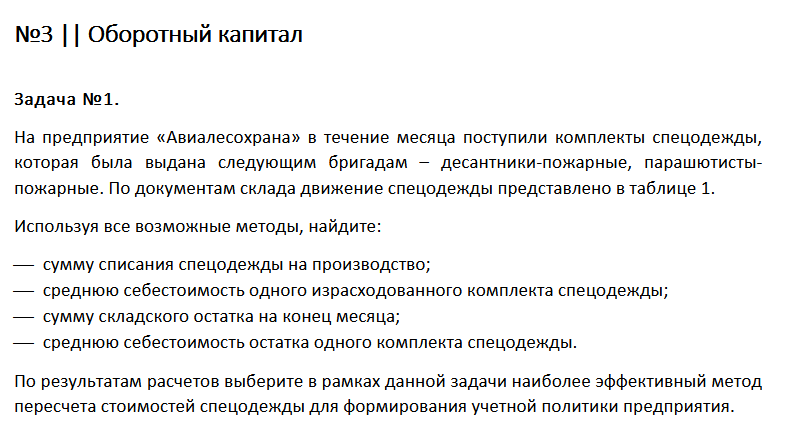 №3 || Оборотный капитал
Задача №1.
На предприятие «Авиалесохрана» в течение месяца поступили комплекты спецодежды,
которая была выдана следующим бригадам – десантники-пожарные, парашютисты-
пожарные. По документам склада движение спецодежды представлено в таблице 1.
Используя все возможные методы, найдите:
— сумму списания спецодежды на производство;
— среднюю себестоимость одного израсходованного комплекта спецодежды;
— сумму складского остатка на конец месяца;
— среднюю себестоимость остатка одного комплекта спецодежды.
По результатам расчетов выберите в рамках данной задачи наиболее эффективный метод
пересчета стоимостей спецодежды для формирования учетной политики предприятия.